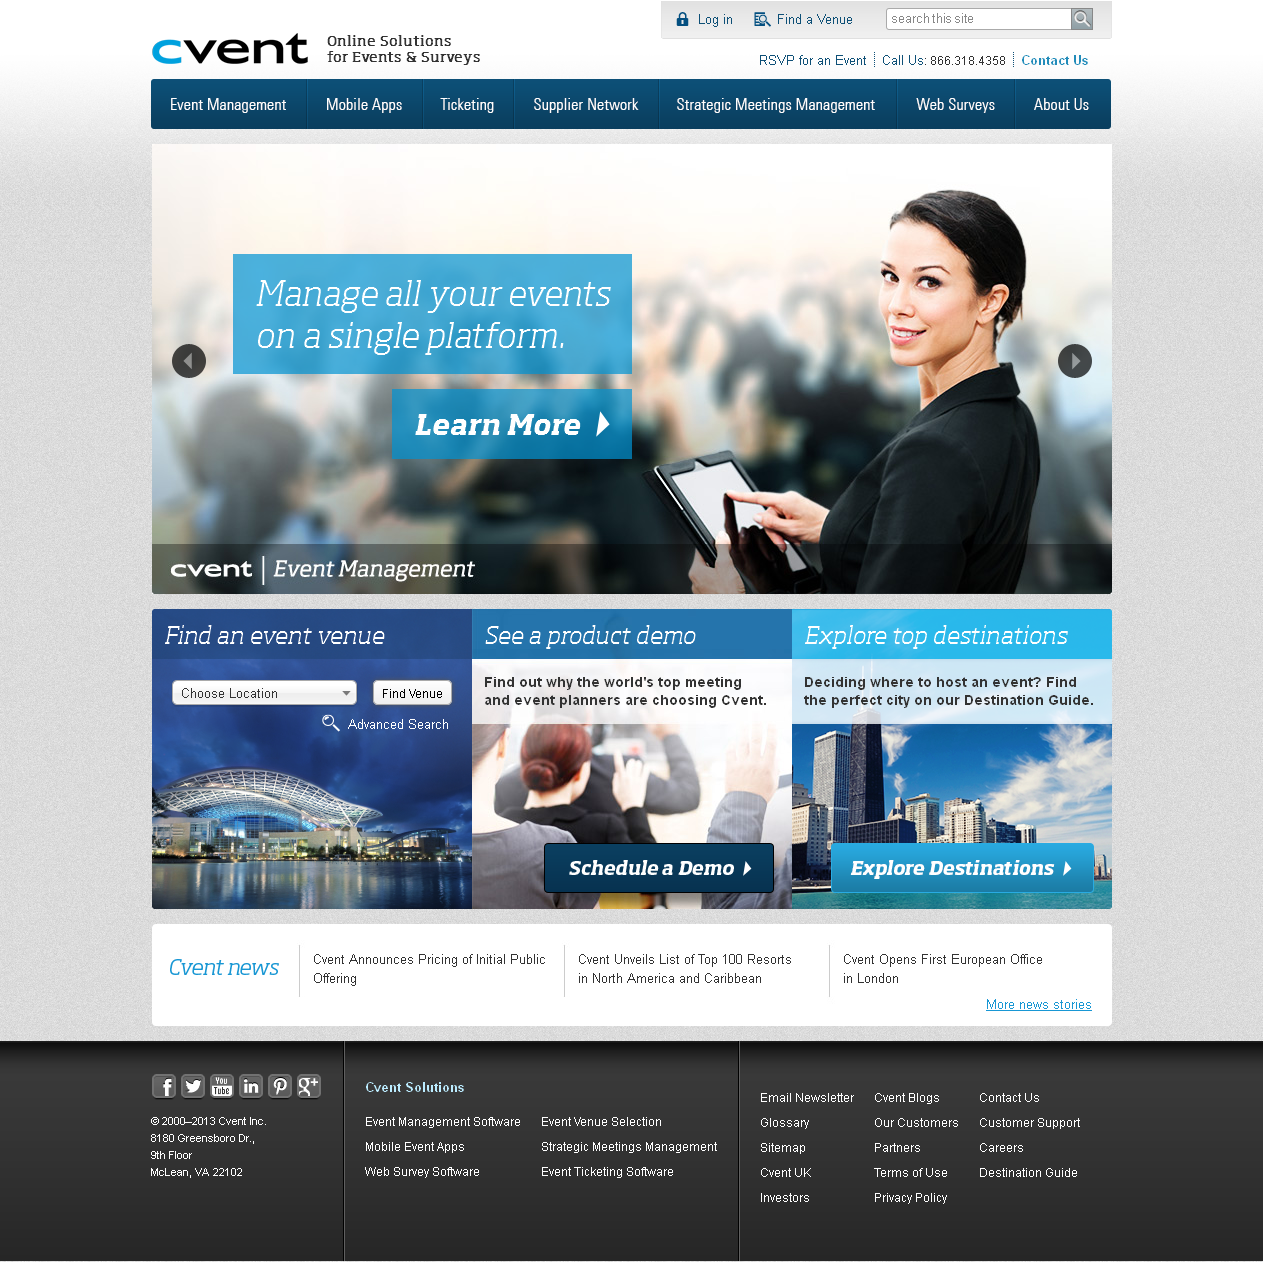 Log in
Find a Venue
search this site
cvent
Online Solutions
for Events & Surveys
RSVP for an Event
Call Us: 866.318.4358
Contact Us
Event Management
Mobile Apps
Ticketing
Supplier Network
Strategic Meetings Management
Web Surveys
About Us
Manage all your events
on a single platform.
Learn More
cvent | Event Management
Find an event venue
Choose Location
Find Venue
Advanced Search
See a product demo
Find out why the world's top meeting
and event planners are choosing Cvent.
Schedule a Demo
Explore top destinations
Deciding where to host an event? Find
the perfect city on our Destination Guide.
Explore Destinations
Cvent news
Cvent Announces Pricing of Initial Public
Offering
Cvent Unveils List of Top 100 Resorts
in North America and Caribbean
Cvent Opens First European Office
in London
More news stories
You
Tube
in
© 2000–2013 Cvent Inc.
8180 Greensboro Dr.,
9th Floor
McLean, VA 22102
Cvent Solutions
Event Management Software
Mobile Event Apps
Web Survey Software
Event Venue Selection
Strategic Meetings Management
Event Ticketing Software
Email Newsletter
Glossary
Sitemap
Cvent UK
Investors
Cvent Blogs
Our Customers
Partners
Terms of Use
Privacy Policy
Contact Us
Customer Support
Careers
Destination Guide